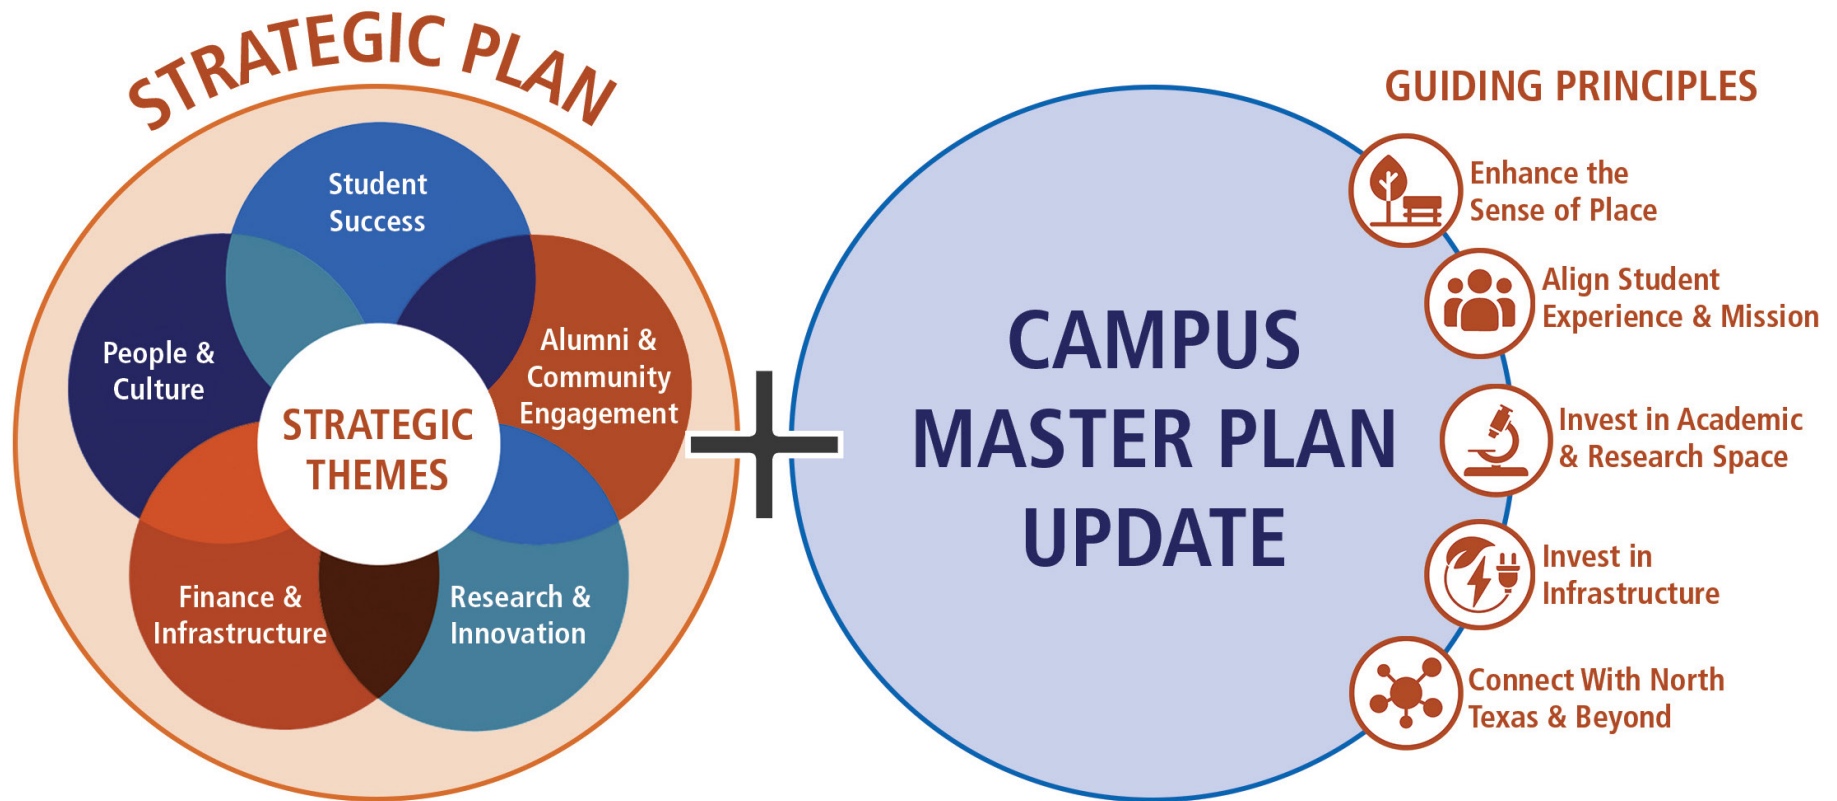 STRATEGIC PLAN
Student
Success
People &
Culture
Alumni &
Community
Engagement
STRATEGIC
THEMES
Finance &
Infrastructure
Research &
Innovation
CAMPUS
MASTER PLAN
UPDATE
GUIDING PRINCIPLES
Enhance the
Sense of Place
Align Student
Experience & Mission
Invest in Academic
& Research Space
Invest in
Infrastructure
Connect With North
Texas & Beyond